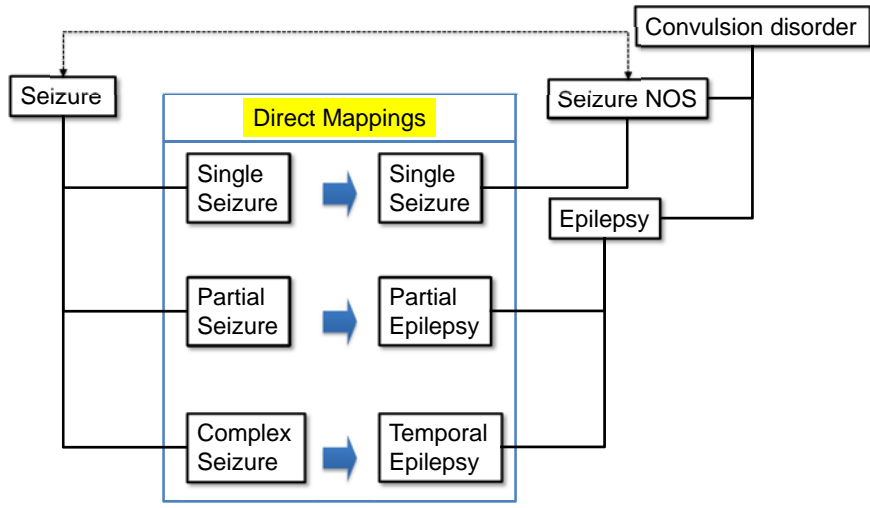 Convulsion disorder
Seizure
Seizure NOS
Direct Mappings
Single
Seizure
Single
Seizure
Epilepsy
Partial
Seizure
Partial
Epilepsy
Complex
Seizure
Temporal
Epilepsy